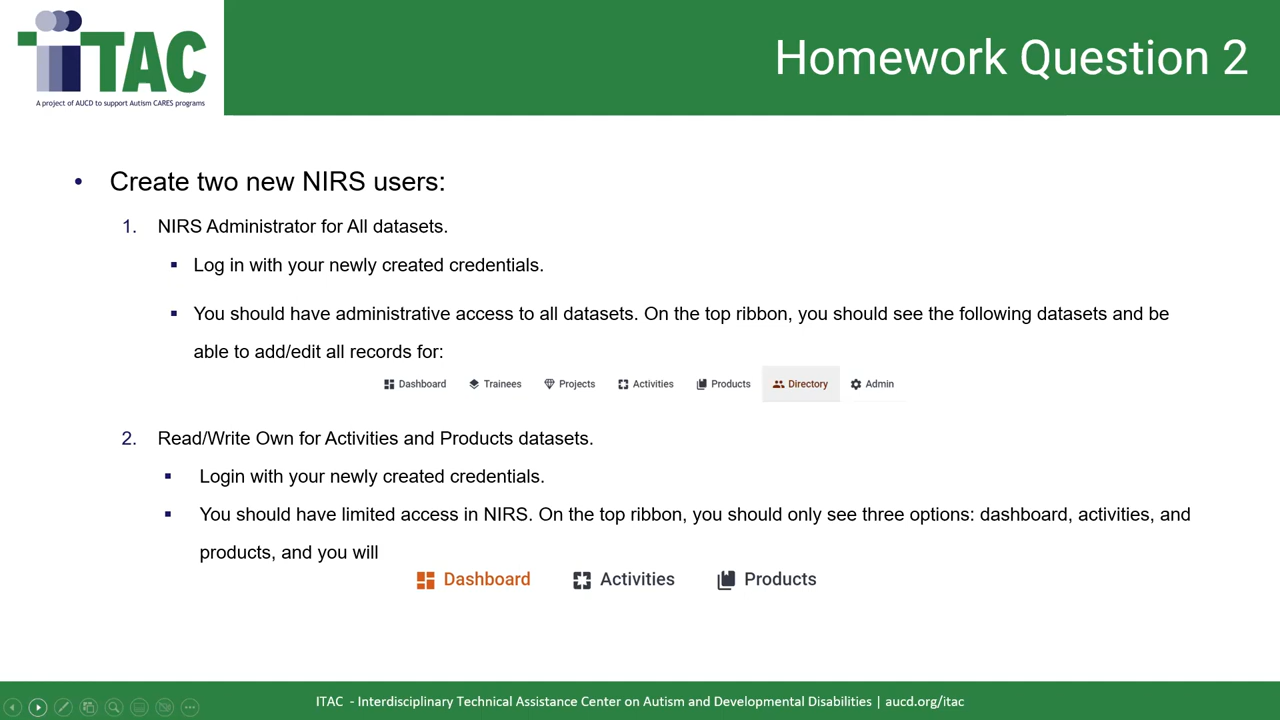 iTAC
A project of AUCD to support Autism CARES programs
Homework Question 2
• Create two new NIRS users:
1. NIRS Administrator for All datasets.
▪ Log in with your newly created credentials.
▪ You should have administrative access to all datasets. On the top ribbon, you should see the following datasets and be
able to add/edit all records for:
Dashboard Trainees Projects Activities Products Directory Admin
2. Read/Write Own for Activities and Products datasets.
▪ Login with your newly created credentials.
▪ You should have limited access in NIRS. On the top ribbon, you should only see three options: dashboard, activities, and
products, and you will
Dashboard Activities Products
ITAC - Interdisciplinary Technical Assistance Center on Autism and Developmental Disabilities | aucd.org/itac